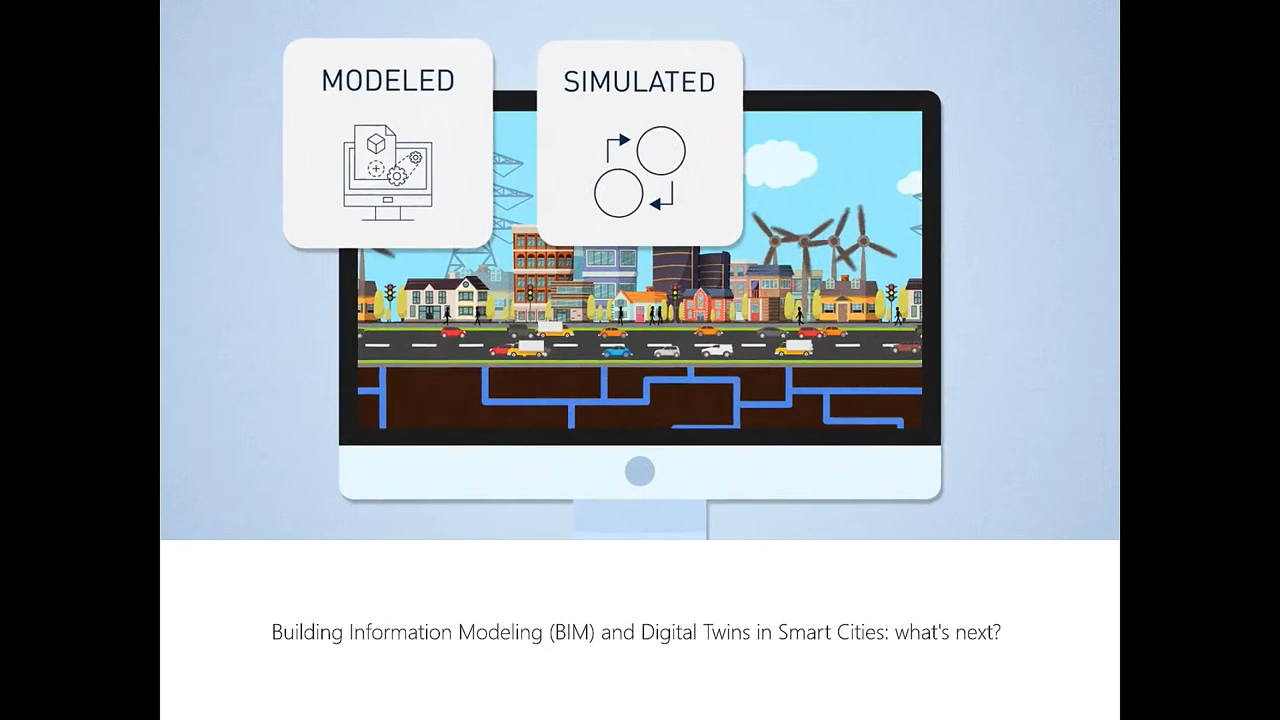 MODELED
SIMULATED
Building Information Modeling (BIM) and Digital Twins in Smart Cities: what's next?